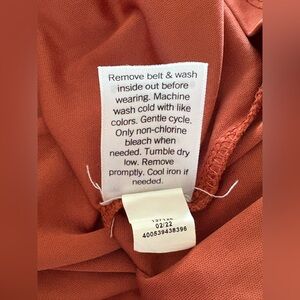 Remove belt & wash
inside out before
wearing. Machine
wash cold with like
colors. Gentle cycle.
Only non-chlorine
bleach when
needed. Tumble dry
low. Remove
promptly. Cool iron if
needed.
02/22
400539438396